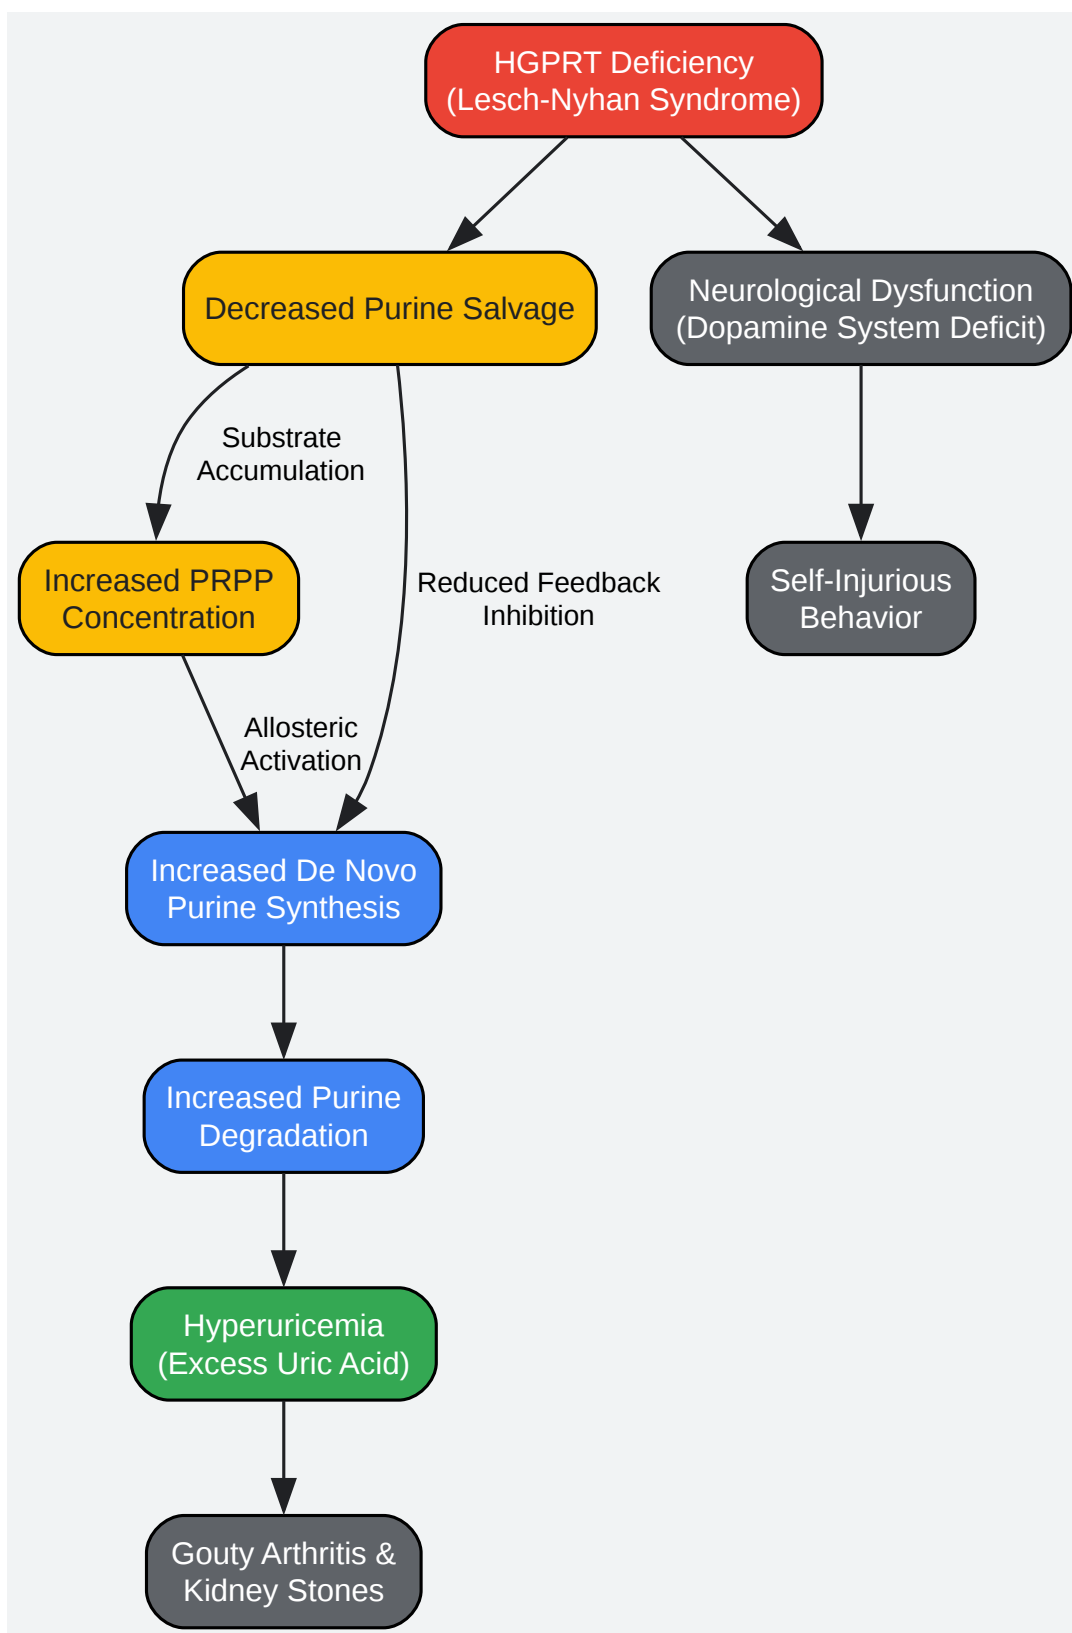 HGPRT Deficiency
(Lesch-Nyhan Syndrome)
Decreased Purine Salvage
Neurological Dysfunction
(Dopamine System Deficit)
Substrate
Accumulation
Increased PRPP
Concentration
Reduced Feedback
Inhibition
Self-Injurious
Behavior
Allosteric
Activation
Increased De Novo
Purine Synthesis
Increased Purine
Degradation
Hyperuricemia
(Excess Uric Acid)
Gouty Arthritis &
Kidney Stones